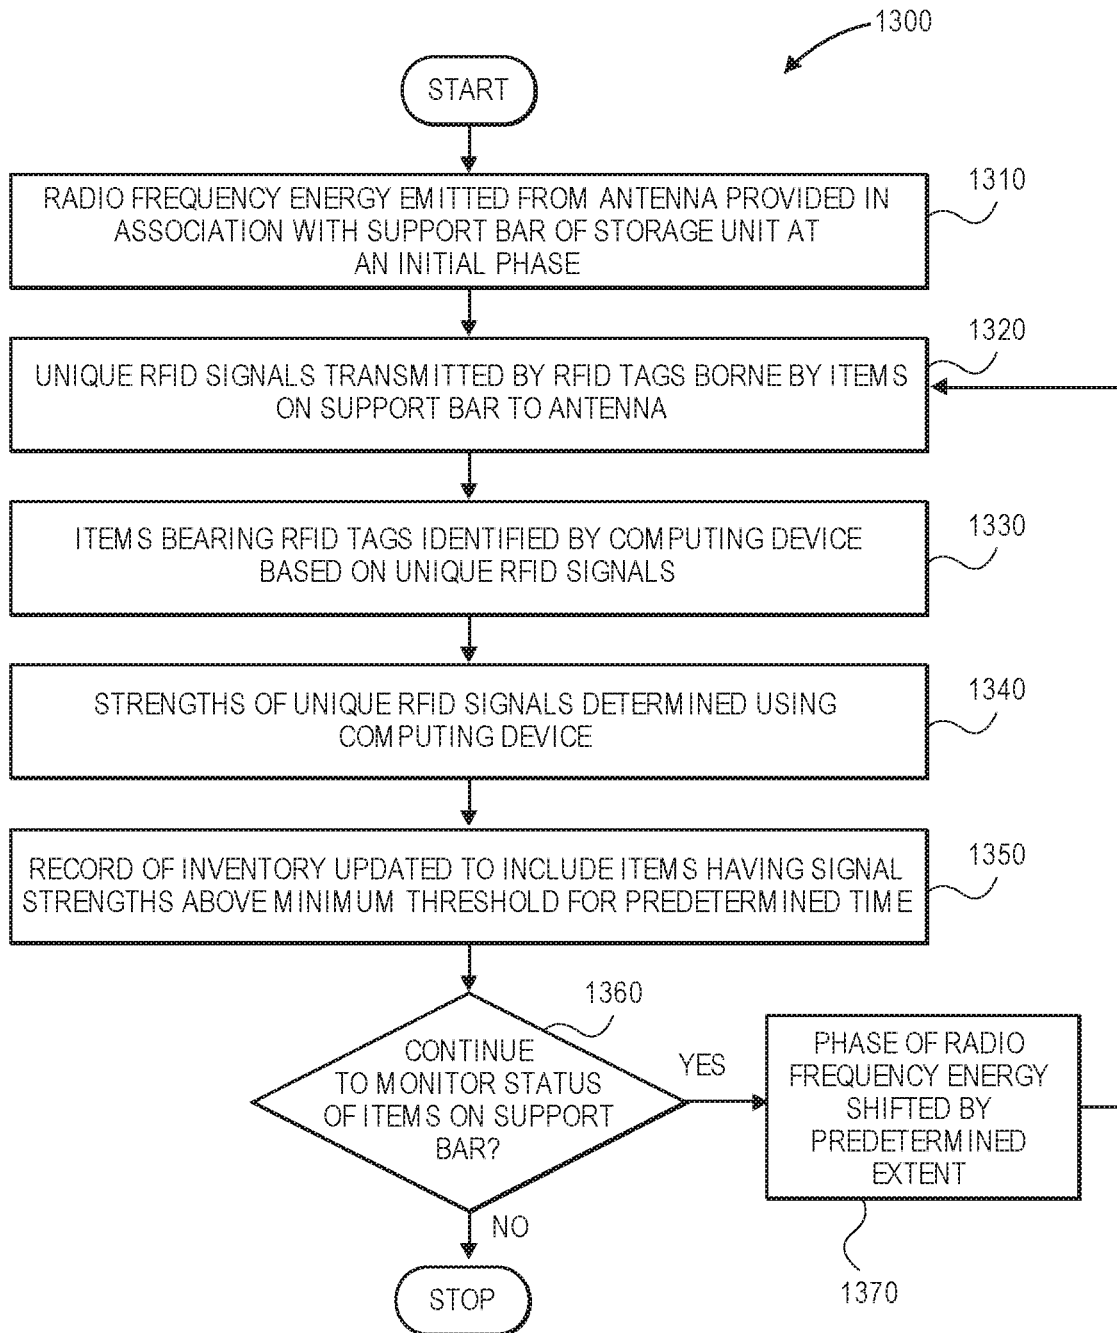 1300
START
1310
RADIO FREQUENCY ENERGY EMITTED FROM ANTENNA PROVIDED IN
ASSOCIATION WITH SUPPORT BAR OF STORAGE UNIT AT
AN INITIAL PHASE
1320
UNIQUE RFID SIGNALS TRANSMITTED BY RFID TAGS BORNE BY ITEMS
ON SUPPORT BAR TO ANTENNA
1330
ITEMS BEARING RFID TAGS IDENTIFIED BY COMPUTING DEVICE
BASED ON UNIQUE RFID SIGNALS
1340
STRENGTHS OF UNIQUE RFID SIGNALS DETERMINED USING
COMPUTING DEVICE
1350
RECORD OF INVENTORY UPDATED TO INCLUDE ITEMS HAVING SIGNAL
STRENGTHS ABOVE MINIMUM THRESHOLD FOR PREDETERMINED TIME
1360
CONTINUE
TO MONITOR STATUS
OF ITEMS ON SUPPORT
BAR?
YES
PHASE OF RADIO
FREQUENCY ENERGY
SHIFTED BY
PREDETERMINED
EXTENT
1370
NO
STOP